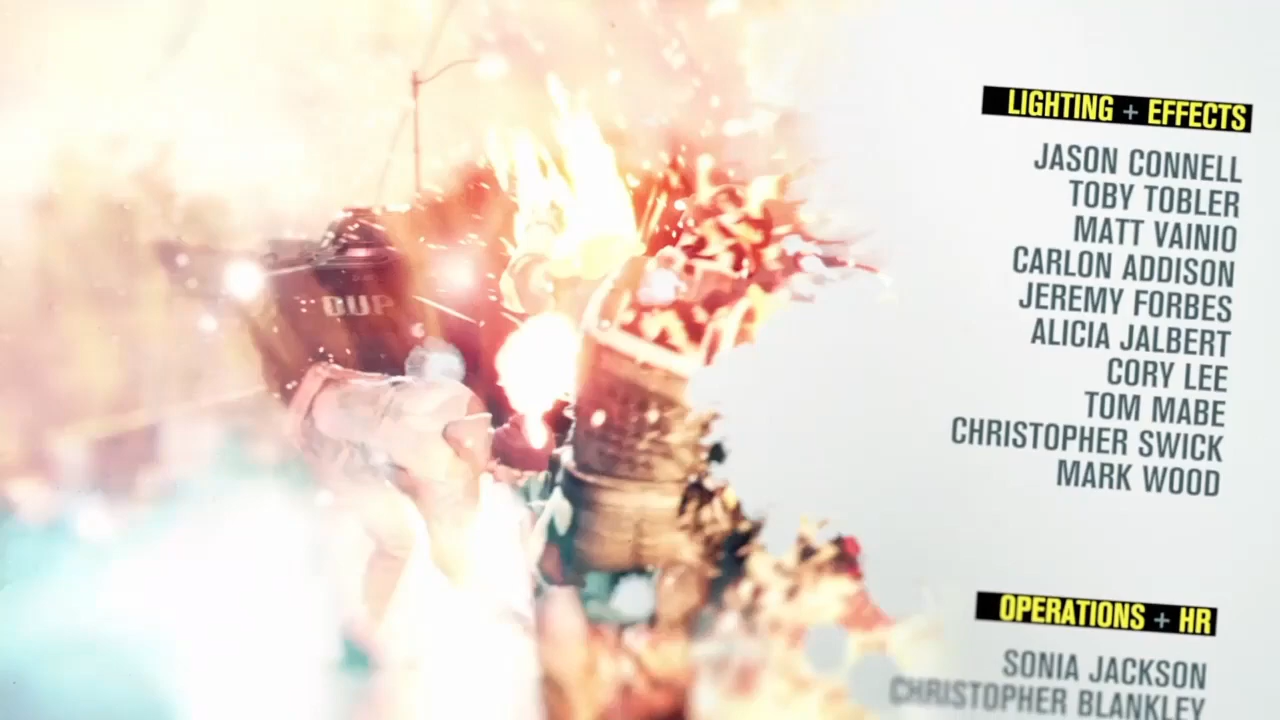 LIGHTING + EFFECTS
JASON CONNELL
TOBY TOBLER
MATT VAINIO
CARLON ADDISON
JEREMY FORBES
ALICIA JALBERT
CORY LEE
TOM MABE
CHRISTOPHER SWICK
MARK WOOD
OPERATIONS + HR
SONIA JACKSON
CHRISTOPHER BLANKLEY